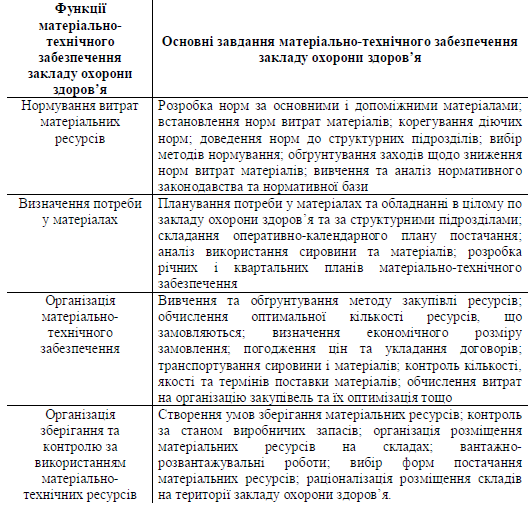 Функції
матеріально-
технічного
забезпечення
закладу охорони
здоров’я
Основні завдання матеріально-технічного забезпечення
закладу охорони здоров’я
Нормування витрат
матеріальних
ресурсів
Розробка норм за основними і допоміжними матеріалами;
встановлення норм витрат матеріалів; корегування діючих
норм; доведення норм до структурних підрозділів; вибір
методів нормування; обґрунтування заходів щодо зниження
норм витрат матеріалів; вивчення та аналіз нормативного
законодавства та нормативної бази
Визначення потреби
у матеріалах
Планування потреби у матеріалах та обладнанні в цілому по
закладу охорони здоров’я та за структурними підрозділами;
складання оперативно-календарного плану постачання;
аналіз використання сировини та матеріалів; розробка
річних і квартальних планів матеріально-технічного
забезпечення
Організація
матеріально-
технічного
забезпечення
Вивчення та обґрунтування методу закупівлі ресурсів;
обчислення оптимальної кількості ресурсів, що
замовляються; визначення економічного розміру
замовлення; погодження цін та укладання договорів;
транспортування сировини і матеріалів; контроль кількості,
якості та термінів поставки матеріалів; обчислення витрат
на організацію закупівель та їх оптимізація тощо
Організація
зберігання та
контролю за
використанням
матеріально-
технічних ресурсів
Створення умов зберігання матеріальних ресурсів; контроль
за станом виробничих запасів; організація розміщення
матеріальних ресурсів на складах; вантажно-
розвантажувальні роботи; вибір форм постачання
матеріальних ресурсів; раціоналізація розміщення складів
на території закладу охорони здоров’я.